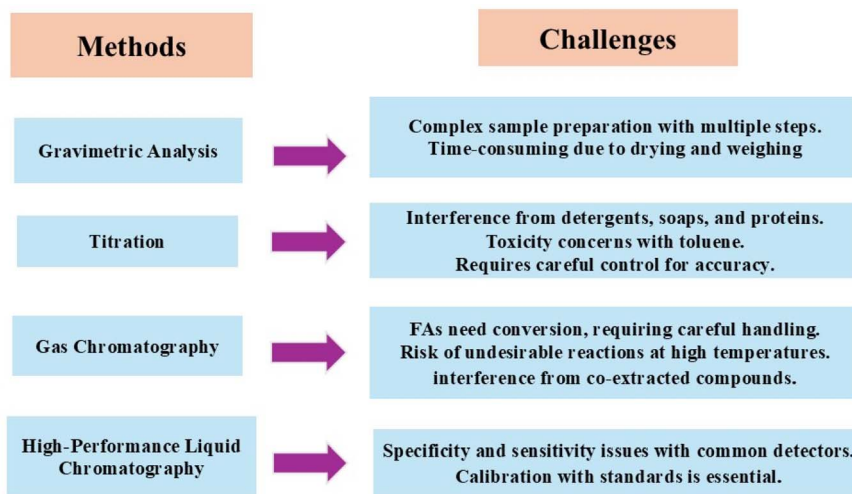 Methods
Challenges
Gravimetric Analysis
Complex sample preparation with multiple steps.
Time-consuming due to drying and weighing
Titration
Interference from detergents, soaps, and proteins.
Toxicity concerns with toluene.
Requires careful control for accuracy.
Gas Chromatography
FAs need conversion, requiring careful handling.
Risk of undesirable reactions at high temperatures.
interference from co-extracted compounds.
High-Performance Liquid
Chromatography
Specificity and sensitivity issues with common detectors.
Calibration with standards is essential.